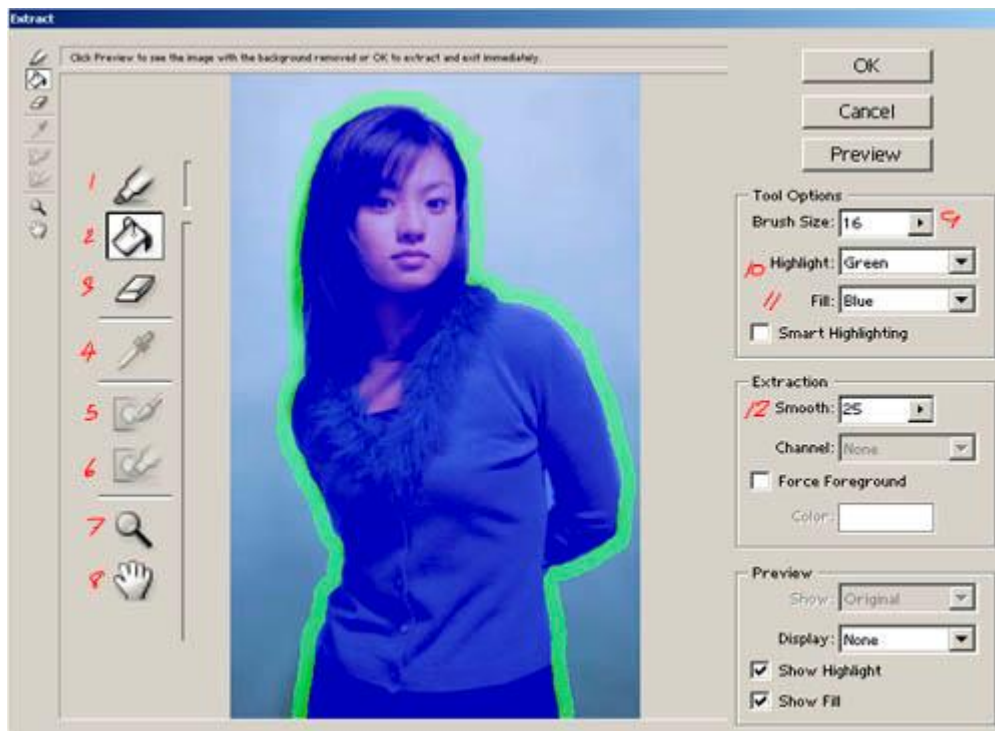 Extract
Click Preview to see the image with the background removed or OK to extract and exit immediately.
1
2
3
4
5
6
7
8
OK
Cancel
Preview
Tool Options
Brush Size: 16 9
10 Highlight: Green
11 Fill: Blue
Smart Highlighting
Extraction
12 Smooth: 25
Channel: None
Force Foreground
Color:
Preview
Show: Original
Display: None
Show Highlight
Show Fill